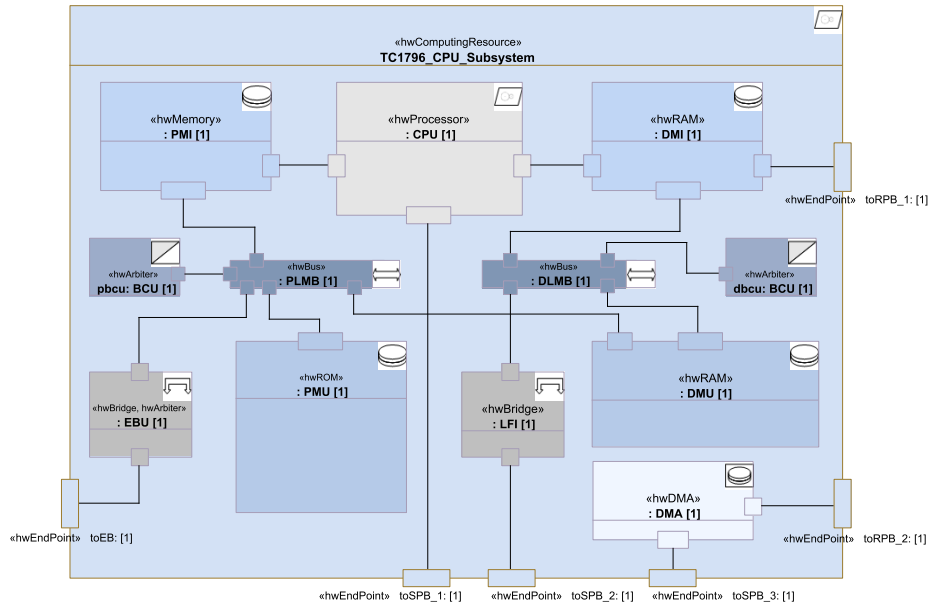 «hwComputingResource»
TC1796_CPU_Subsystem
«hwMemory»
: PMI [1]
«hwProcessor»
: CPU [1]
«hwRAM»
: DMI [1]
«hwEndPoint» toRPB_1: [1]
«hwArbiter»
pbcu: BCU [1]
«hwBus»
: PLMB [1]
«hwBus»
: DLMB [1]
«hwArbiter»
dbcu: BCU [1]
«hwBridge, hwArbiter»
: EBU [1]
«hwROM»
: PMU [1]
«hwBridge»
: LFI [1]
«hwRAM»
: DMU [1]
«hwDMA»
: DMA [1]
«hwEndPoint» toEB: [1]
«hwEndPoint» toRPB_2: [1]
«hwEndPoint» toSPB_1: [1]
«hwEndPoint» toSPB_2: [1]
«hwEndPoint» toSPB_3: [1]